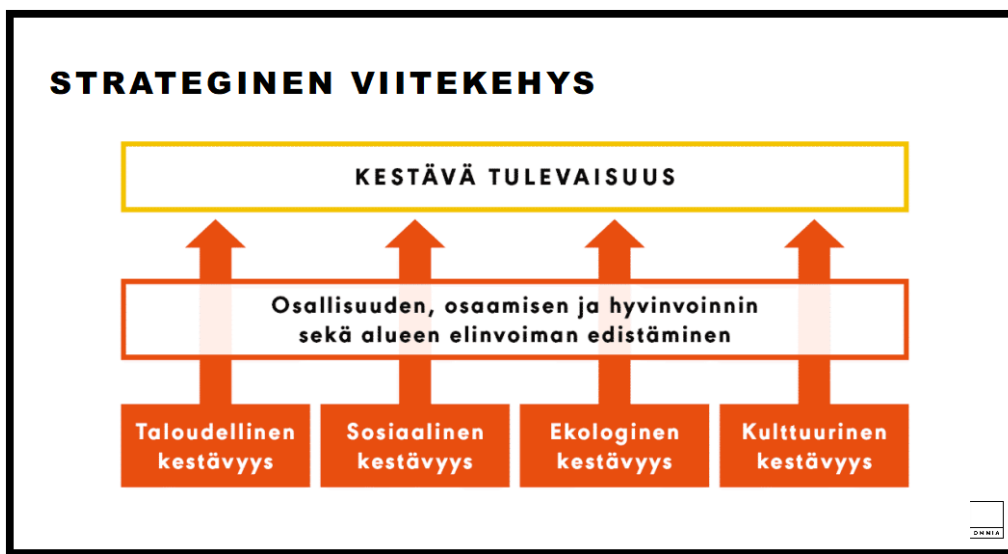 STRATEGINEN VIITEKEHYS
KESTÄVÄ TULEVAISUUS
Osallisuuden, osaamisen ja hyvinvoinnin
sekä alueen elinvoiman edistäminen
Taloudellinen
kestävyys
Sosiaalinen
kestävyys
Ekologinen
kestävyys
Kulttuurinen
kestävyys
OMNIA